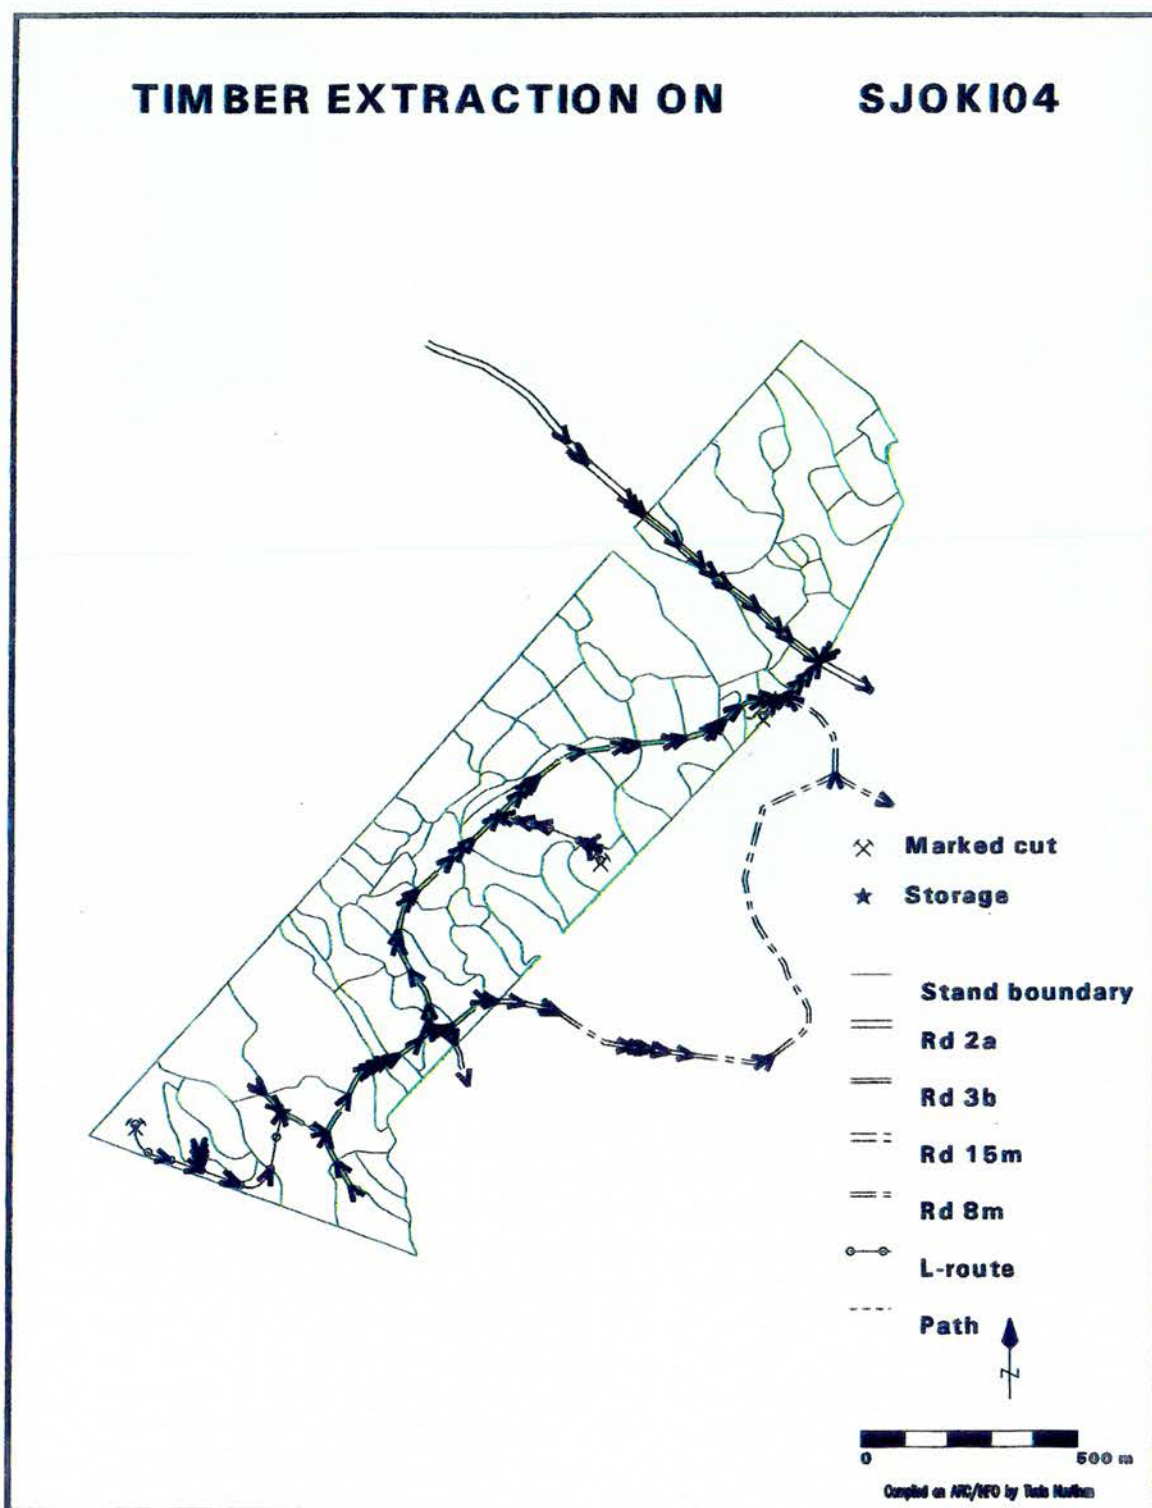 TIMBER EXTRACTION ON SJOKI04
Marked cut
Storage
Stand boundary
Rd 2a
Rd 3b
Rd 15m
Rd 8m
L-route
Path
N
0 500 m
Compiled on ARC/INFO by